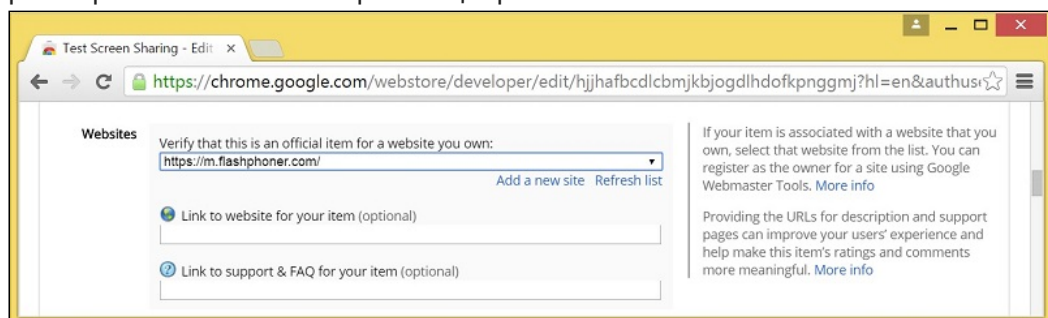 Test Screen Sharing - Edit
https://chrome.google.com/webstore/developer/edit/hjjhafbcdlcbmjkbjogdlhdofkpnggmj?hl=en&authus
Websites
Verify that this is an official item for a website you own:
https://m.flashphoner.com/
Add a new site Refresh list
Link to website for your item (optional)
Link to support & FAQ for your item (optional)
If your item is associated with a website that you
own, select that website from the list. You can
register as the owner for a site using Google
Webmaster Tools. More info
Providing the URLs for description and support
pages can improve your users' experience and
help make this item's ratings and comments
more meaningful. More info